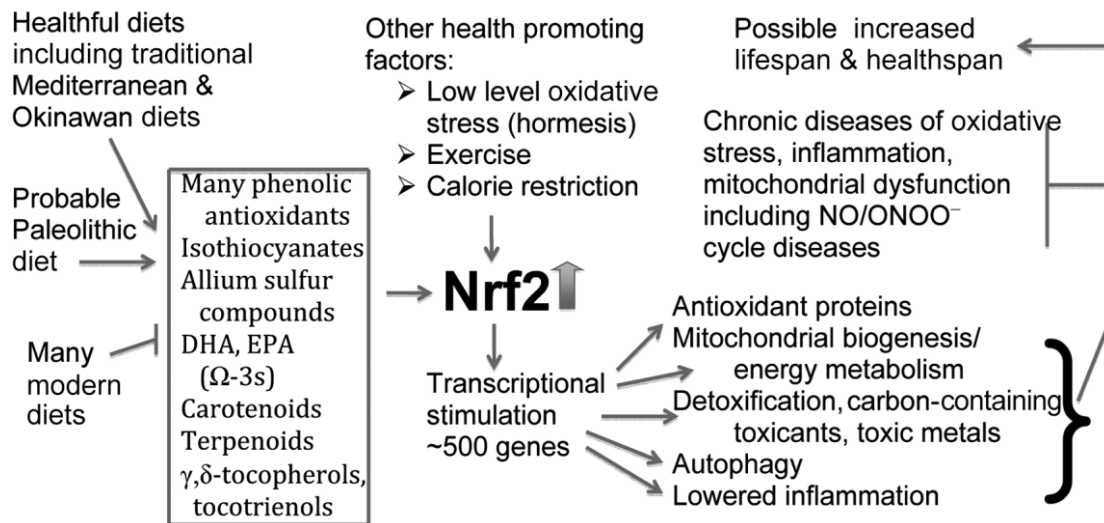 Healthful diets
including traditional
Mediterranean &
Okinawan diets
Probable
Paleolithic
diet
Many
modern
diets
Many phenolic
antioxidants
Isothiocyanates
Allium sulfur
compounds
DHA, EPA
(Ω-3s)
Carotenoids
Terpenoids
γ,δ-tocopherols,
tocotrienols
Other health promoting
factors:
➢ Low level oxidative
stress (hormesis)
➢ Exercise
➢ Calorie restriction
Nrf2
Transcriptional
stimulation
~500 genes
Possible increased
lifespan & healthspan
Chronic diseases of oxidative
stress, inflammation,
mitochondrial dysfunction
including NO/ONOO⁻
cycle diseases
Antioxidant proteins
Mitochondrial biogenesis/
energy metabolism
Detoxification, carbon-containing
toxicants, toxic metals
Autophagy
Lowered inflammation